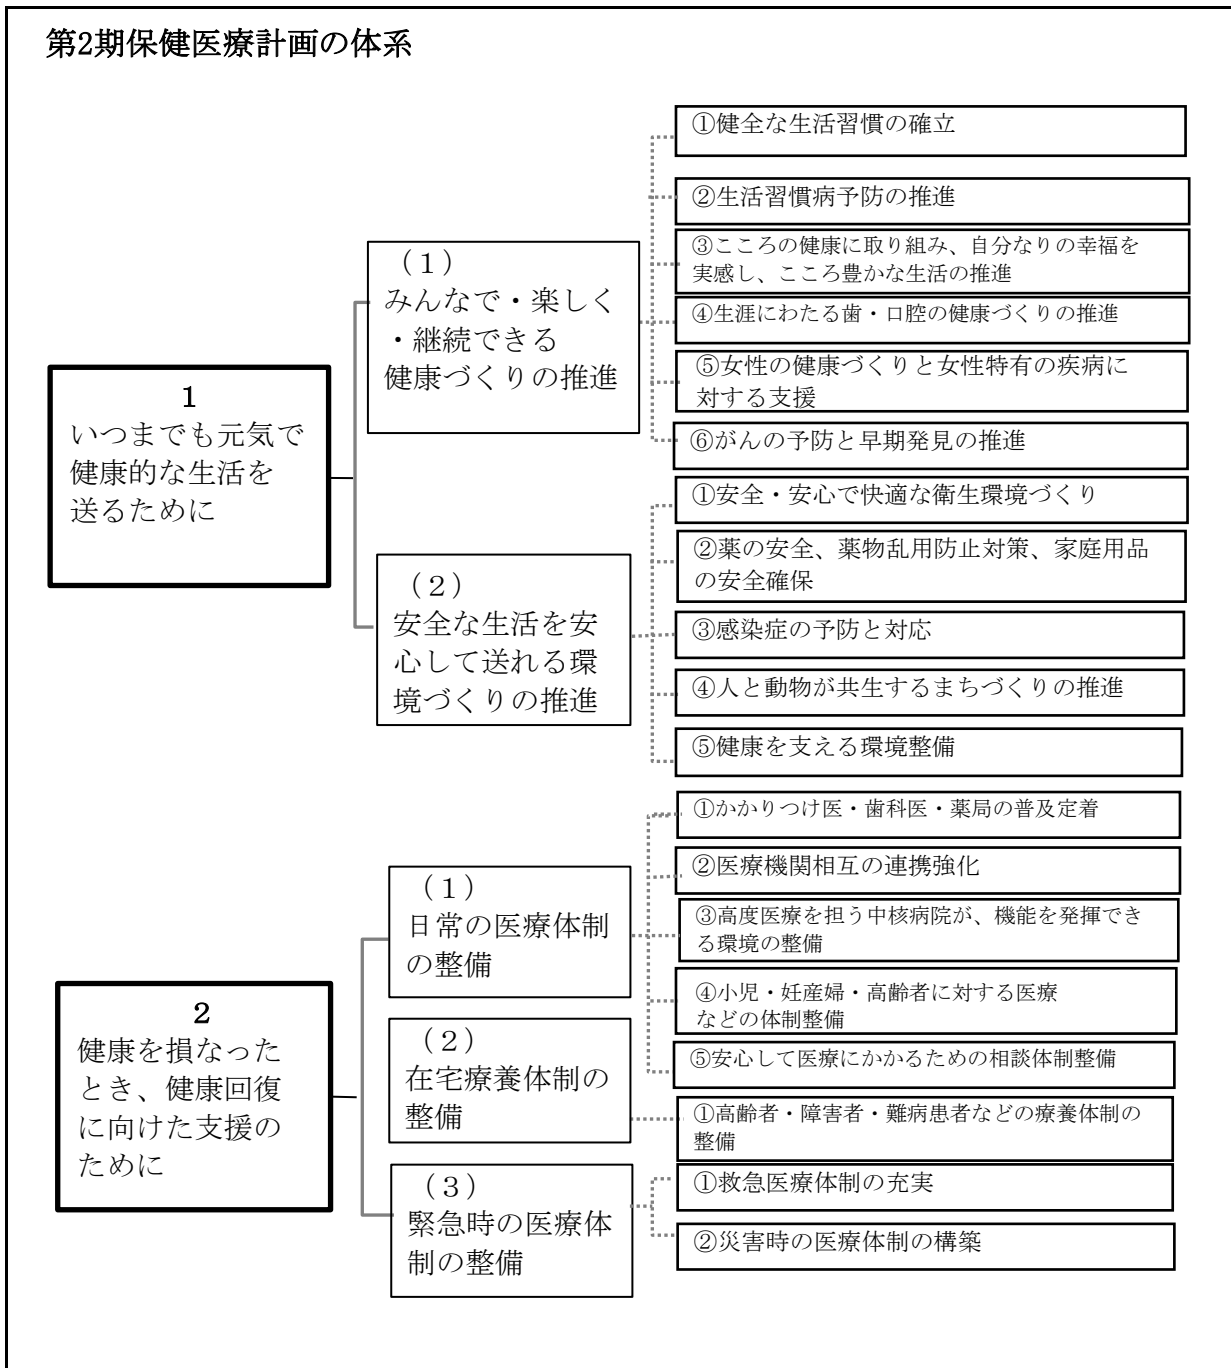 第2期保健医療計画の体系
1
いつまでも元気で
健康的な生活を
送るために
（1）
みんなで・楽しく
・継続できる
健康づくりの推進
①健全な生活習慣の確立
②生活習慣病予防の推進
③こころの健康に取り組み、自分なりの幸福を
実感し、こころ豊かな生活の推進
④生涯にわたる歯・口腔の健康づくりの推進
⑤女性の健康づくりと女性特有の疾病に
対する支援
⑥がんの予防と早期発見の推進
（2）
安全な生活を安
心して送れる環
境づくりの推進
①安全・安心で快適な衛生環境づくり
②薬の安全、薬物乱用防止対策、家庭用品
の安全確保
③感染症の予防と対応
④人と動物が共生するまちづくりの推進
⑤健康を支える環境整備
2
健康を損なった
とき、健康回復
に向けた支援の
ために
（1）
日常の医療体制
の整備
①かかりつけ医・歯科医・薬局の普及定着
②医療機関相互の連携強化
③高度医療を担う中核病院が、機能を発揮でき
る環境の整備
④小児・妊産婦・高齢者に対する医療
などの体制整備
⑤安心して医療にかかるための相談体制整備
（2）
在宅療養体制の
整備
①高齢者・障害者・難病患者などの療養体制の
整備
（3）
緊急時の医療体
制の整備
①救急医療体制の充実
②災害時の医療体制の構築